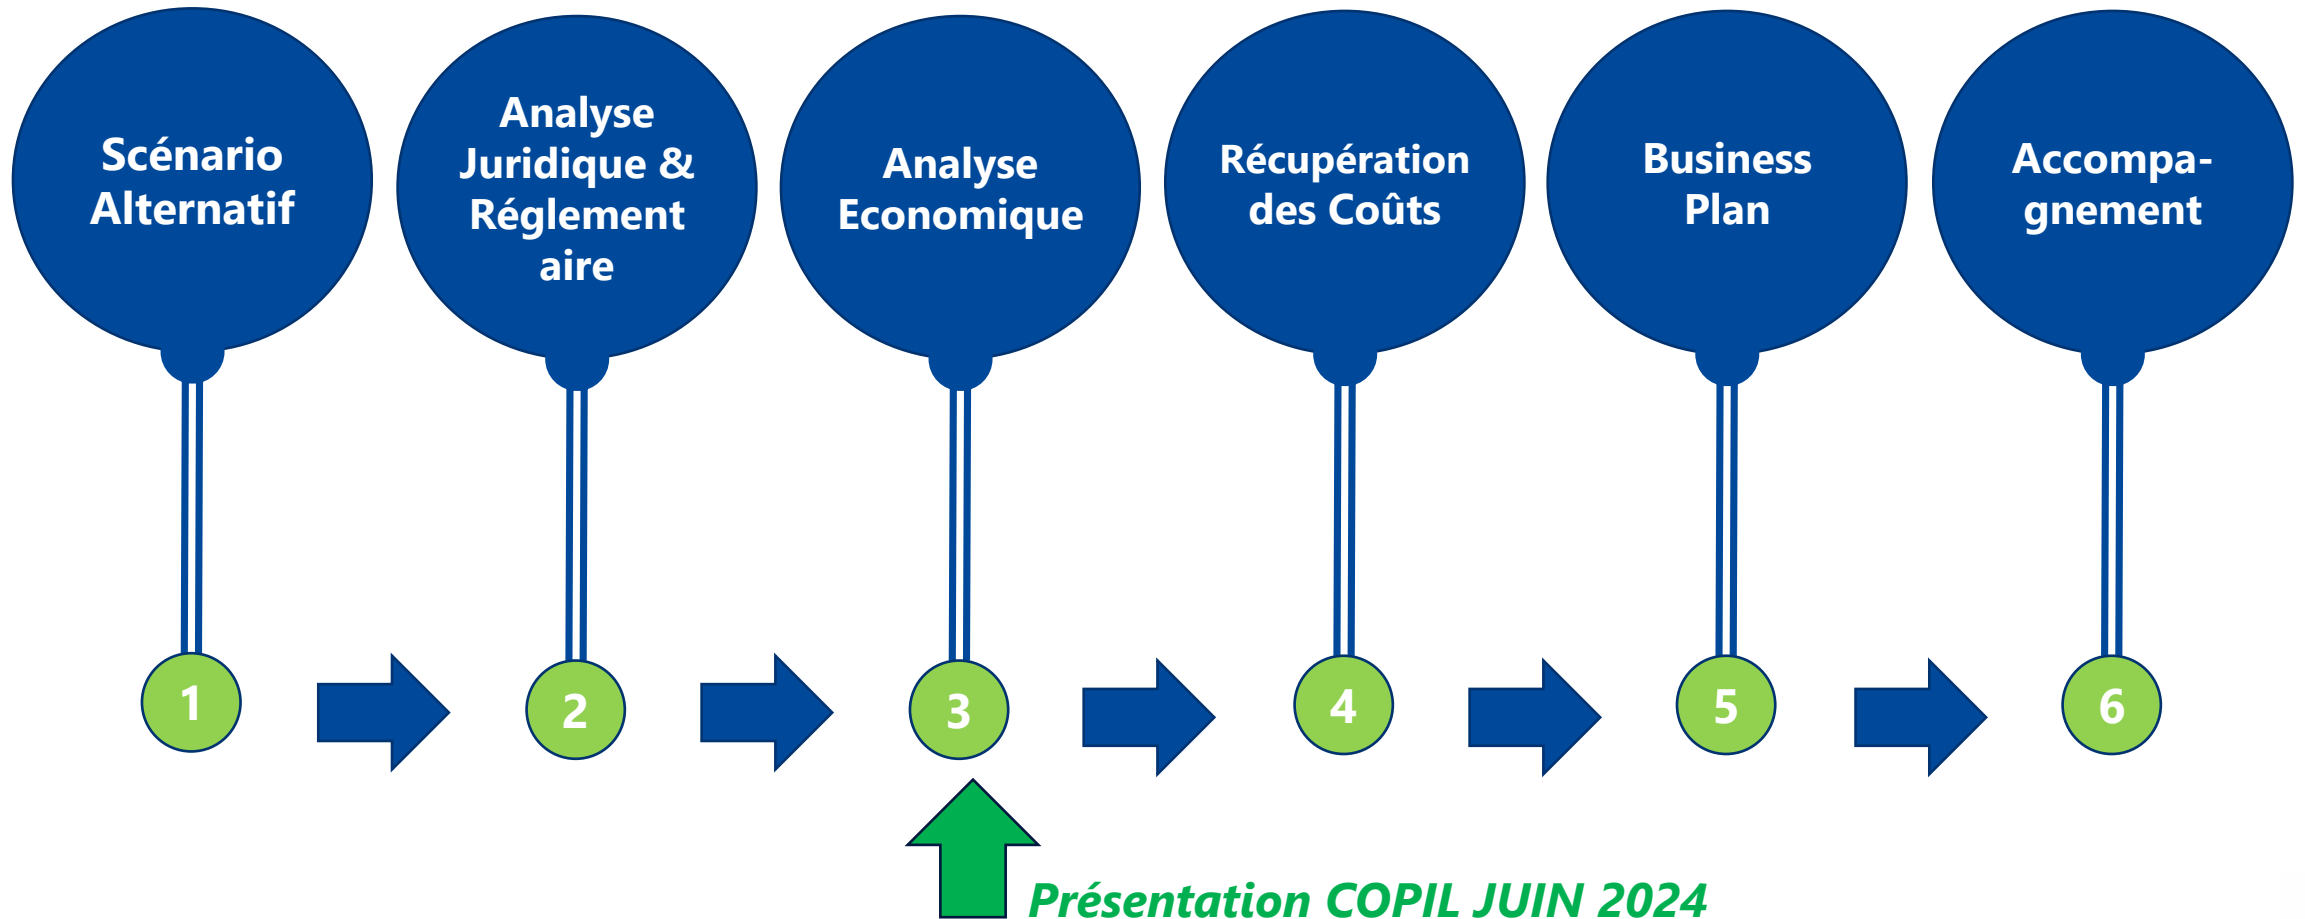 Scénario
Alternatif
Analyse
Juridique &
Réglement
aire
Analyse
Economique
Récupération
des Coûts
Business
Plan
Accompa-
gnement
1
2
3
4
5
6
Présentation COPIL JUIN 2024